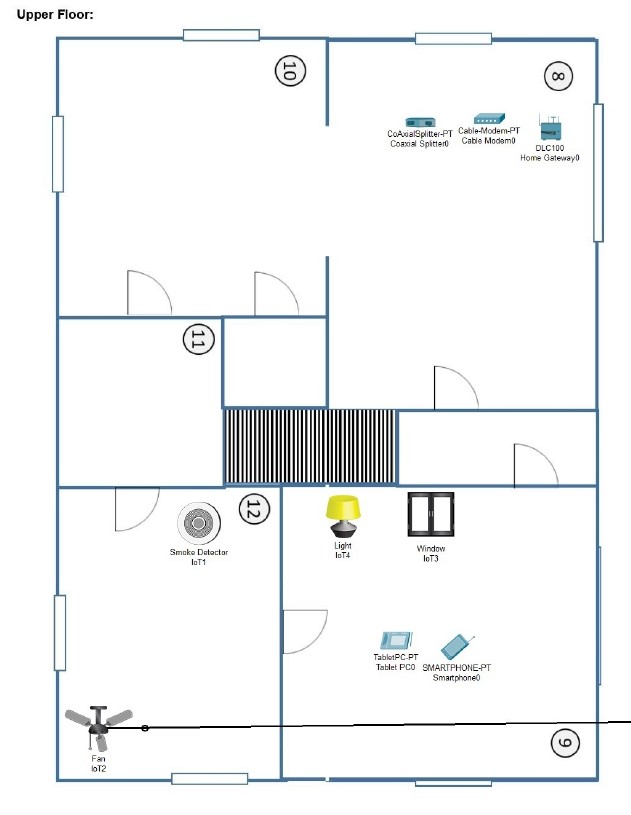 Upper Floor:
10
8
CoAxialSplitter-PT
Coaxial Splitter0
Cable-Modem-PT
Cable Modem0
DLC100
Home Gateway0
11
12
Smoke Detector
IoT1
Light
IoT4
Window
IoT3
TabletPC-PT
Tablet PC0
SMARTPHONE-PT
Smartphone0
9
Fan
IoT2